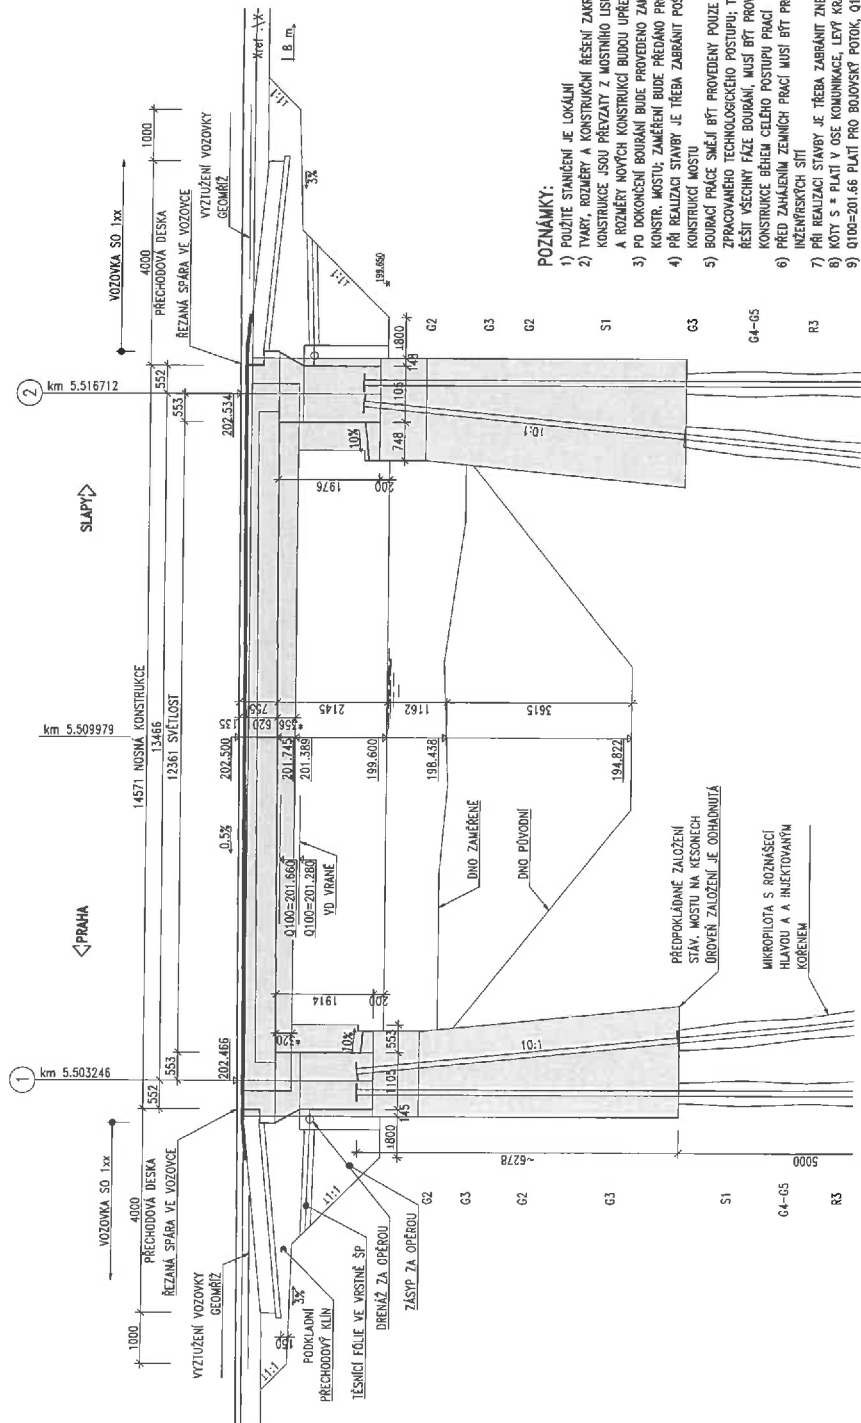 VOZOVKA SO 1xx
1000
4000
PŘECHODOVÁ DESKA
ŘEZANÁ SPÁRA VE VOZOVCE
VYZTUŽENÍ VOZOVKY
GEOMŘÍŽ
1
km 5.503246
552
553
202.466
14571 NOSNÁ KONSTRUKCE
13466
12361 SVĚTLOST
PRAHA
km 5.509979
SLAPY
2
km 5.516712
553
552
202.534
VOZOVKA SO 1xx
4000
1000
PŘECHODOVÁ DESKA
ŘEZANÁ SPÁRA VE VOZOVCE
VYZTUŽENÍ VOZOVKY
GEOMŘÍŽ
Xref .\X-
±1:1
3%
±1:1
199.650
0.5%
202.500
135
620
755
201.745
*356
201.389
2145
199.600
1162
198.438
3615
194.822
Q100=201.660
Q100=201.280
VD VRANÉ
±1:1
150
3%
PODKLADNÍ
PŘECHODOVÝ KLÍN
TĚSNICÍ FÓLIE VE VRSTVĚ ŠP
DRENÁŽ ZA OPĚROU
ZÁSYP ZA OPĚROU
±1:1
*320
1914
200
10%
±800
145
1105
553
10:1
~6278
5000
1976
200
10%
748
1105
148
±800
10:1
DNO ZAMĚŘENÉ
DNO PŮVODNÍ
PŘEDPOKLÁDANÉ ZALOŽENÍ
STÁV. MOSTU NA KESONECH
ÚROVEŇ ZALOŽENÍ JE ODHADNUTÁ
MIKROPILOTA S ROZNÁŠECÍ
HLAVOU A A INJEKTOVANÝM
KOŘENEM
G2
G3
G2
G3
S1
G4-G5
R3
G2
G3
G2
S1
G3
G4-G5
R3
POZNÁMKY:
1) POUŽITÉ STANIČENÍ JE LOKÁLNÍ
2) TVARY, ROZMĚRY A KONSTRUKČNÍ ŘEŠENÍ
KONSTRUKCE JSOU PŘEVZATY Z MOSTNÍHO
A ROZMĚRY NOVÝCH KONSTRUKCÍ BUDOU
3) PO DOKONČENÍ BOURÁNÍ BUDE PROVEDENO
KONSTR. MOSTU; ZAMĚŘENÍ BUDE PŘEDÁNO
4) PŘI REALIZACI STAVBY JE TŘEBA ZABRÁNIT
KONSTRUKCÍ MOSTU
5) BOURACÍ PRÁCE SMĚJÍ BÝT PROVEDENY POUZE
ZPRACOVANÉHO TECHNOLOGICKÉHO POSTUPU;
ŘEŠIT VŠECHNY FÁZE BOURÁNÍ, MUSÍ BÝT
KONSTRUKCE BĚHEM CELÉHO POSTUPU PRACÍ
6) PŘED ZAHÁJENÍM ZEMNÍCH PRACÍ MUSÍ BÝT
INŽENÝRSKÝCH SÍTÍ
7) PŘI REALIZACI STAVBY JE TŘEBA ZABRÁNIT
8) KÓTY S * PLATÍ V OSE KOMUNIKACE, LEVÝ
9) Q100=201.66 PLATÍ PRO BOJOVSKÝ POTOK,